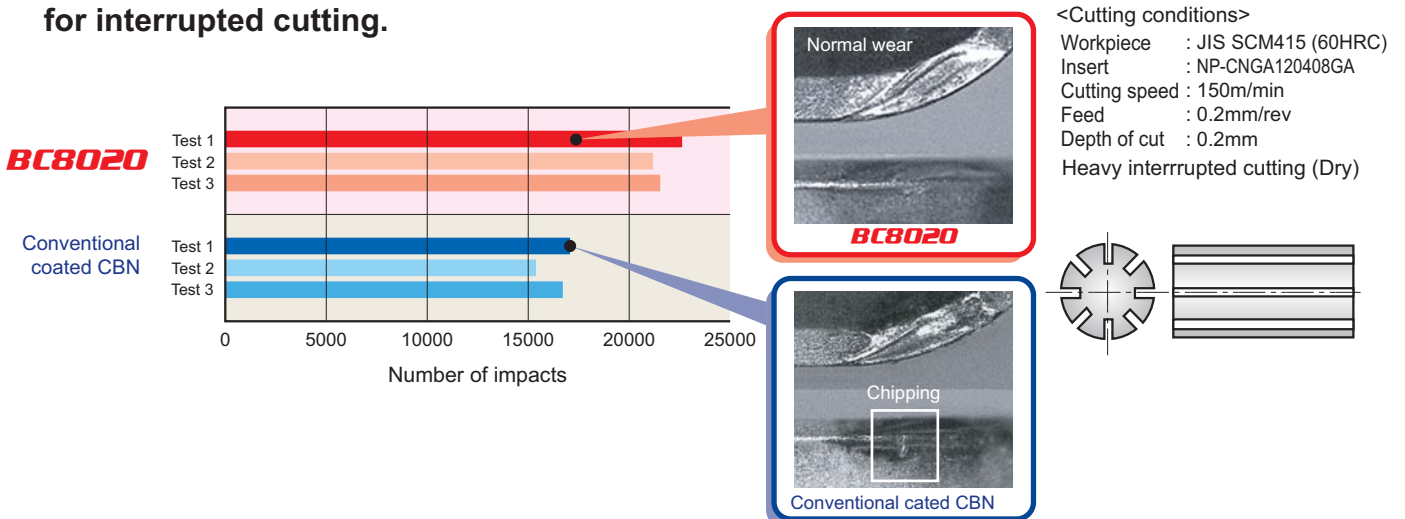 for interrupted cutting.
BC8020
Test 1
Test 2
Test 3
Conventional
coated CBN
Test 1
Test 2
Test 3
0 5000 10000 15000 20000 25000
Number of impacts
Normal wear
BC8020
Chipping
Conventional cated CBN
<Cutting conditions>
Workpiece : JIS SCM415 (60HRC)
Insert : NP-CNGA120408GA
Cutting speed : 150m/min
Feed : 0.2mm/rev
Depth of cut : 0.2mm
Heavy interrrupted cutting (Dry)